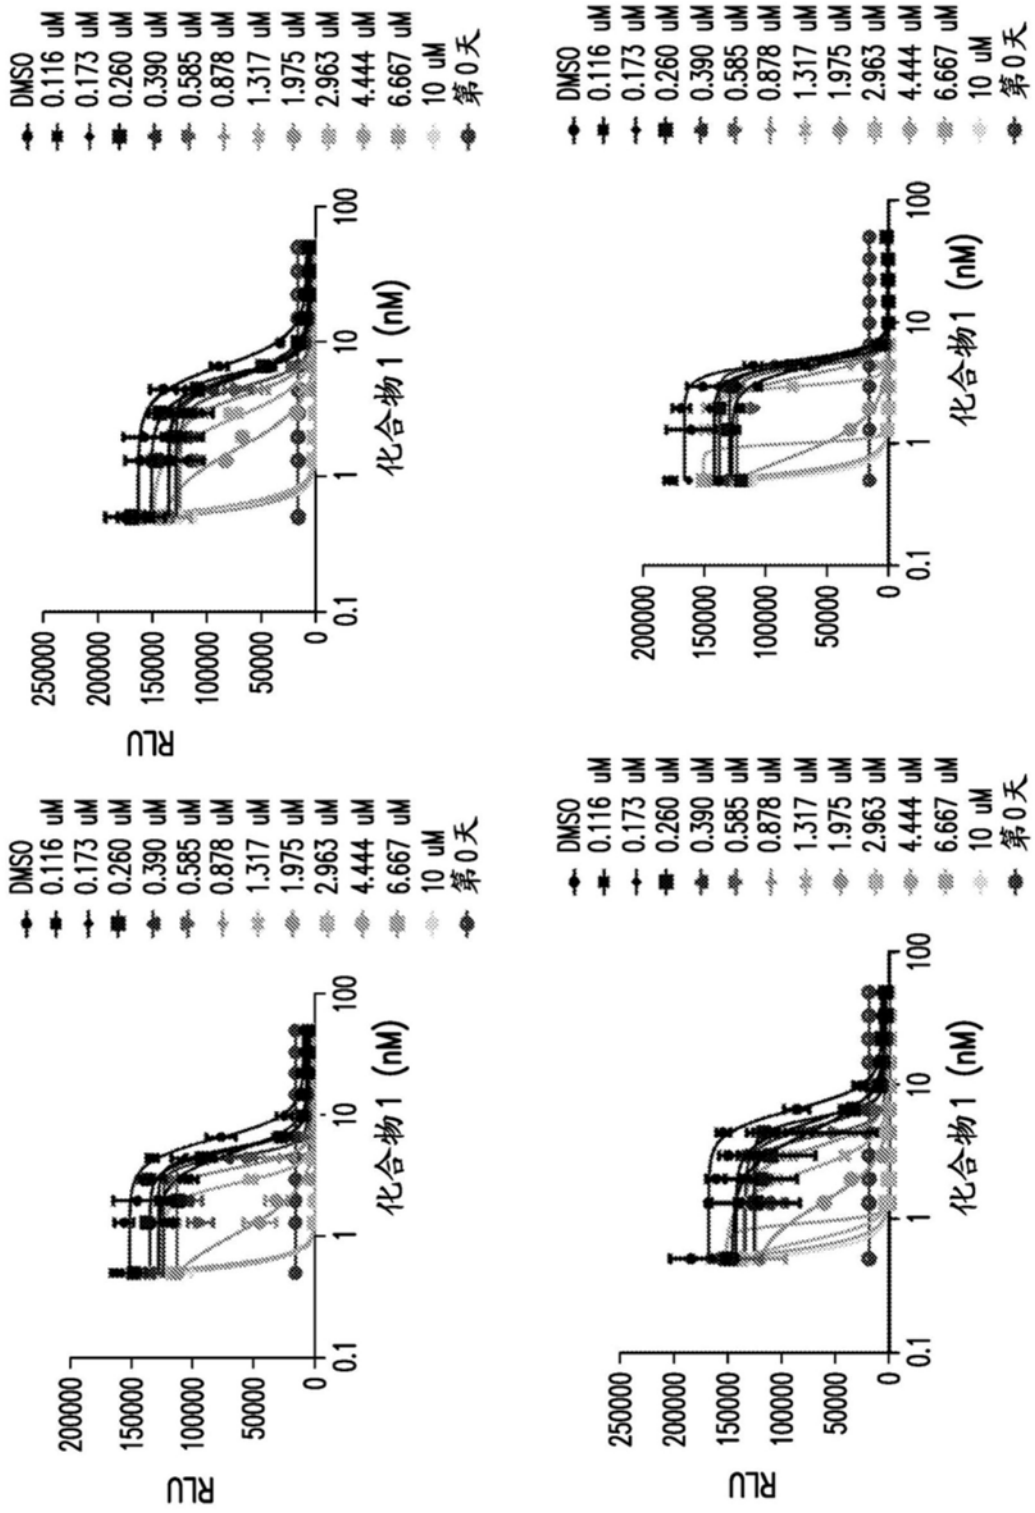 RLU
200000
150000
100000
50000
0
0.1
1
10
100
化合物1 (nM)
DMSO
0.116 uM
0.173 uM
0.260 uM
0.390 uM
0.585 uM
0.878 uM
1.317 uM
1.975 uM
2.963 uM
4.444 uM
6.667 uM
10 uM
第0天
RLU
250000
200000
150000
100000
50000
0
0.1
1
10
100
化合物1 (nM)
DMSO
0.116 uM
0.173 uM
0.260 uM
0.390 uM
0.585 uM
0.878 uM
1.317 uM
1.975 uM
2.963 uM
4.444 uM
6.667 uM
10 uM
第0天
RLU
250000
200000
150000
100000
50000
0
0.1
1
10
100
化合物1 (nM)
DMSO
0.116 uM
0.173 uM
0.260 uM
0.390 uM
0.585 uM
0.878 uM
1.317 uM
1.975 uM
2.963 uM
4.444 uM
6.667 uM
10 uM
第0天
200000
150000
100000
50000
0
0.1
1
10
100
化合物1 (nM)
DMSO
0.116 uM
0.173 uM
0.260 uM
0.390 uM
0.585 uM
0.878 uM
1.317 uM
1.975 uM
2.963 uM
4.444 uM
6.667 uM
10 uM
第0天